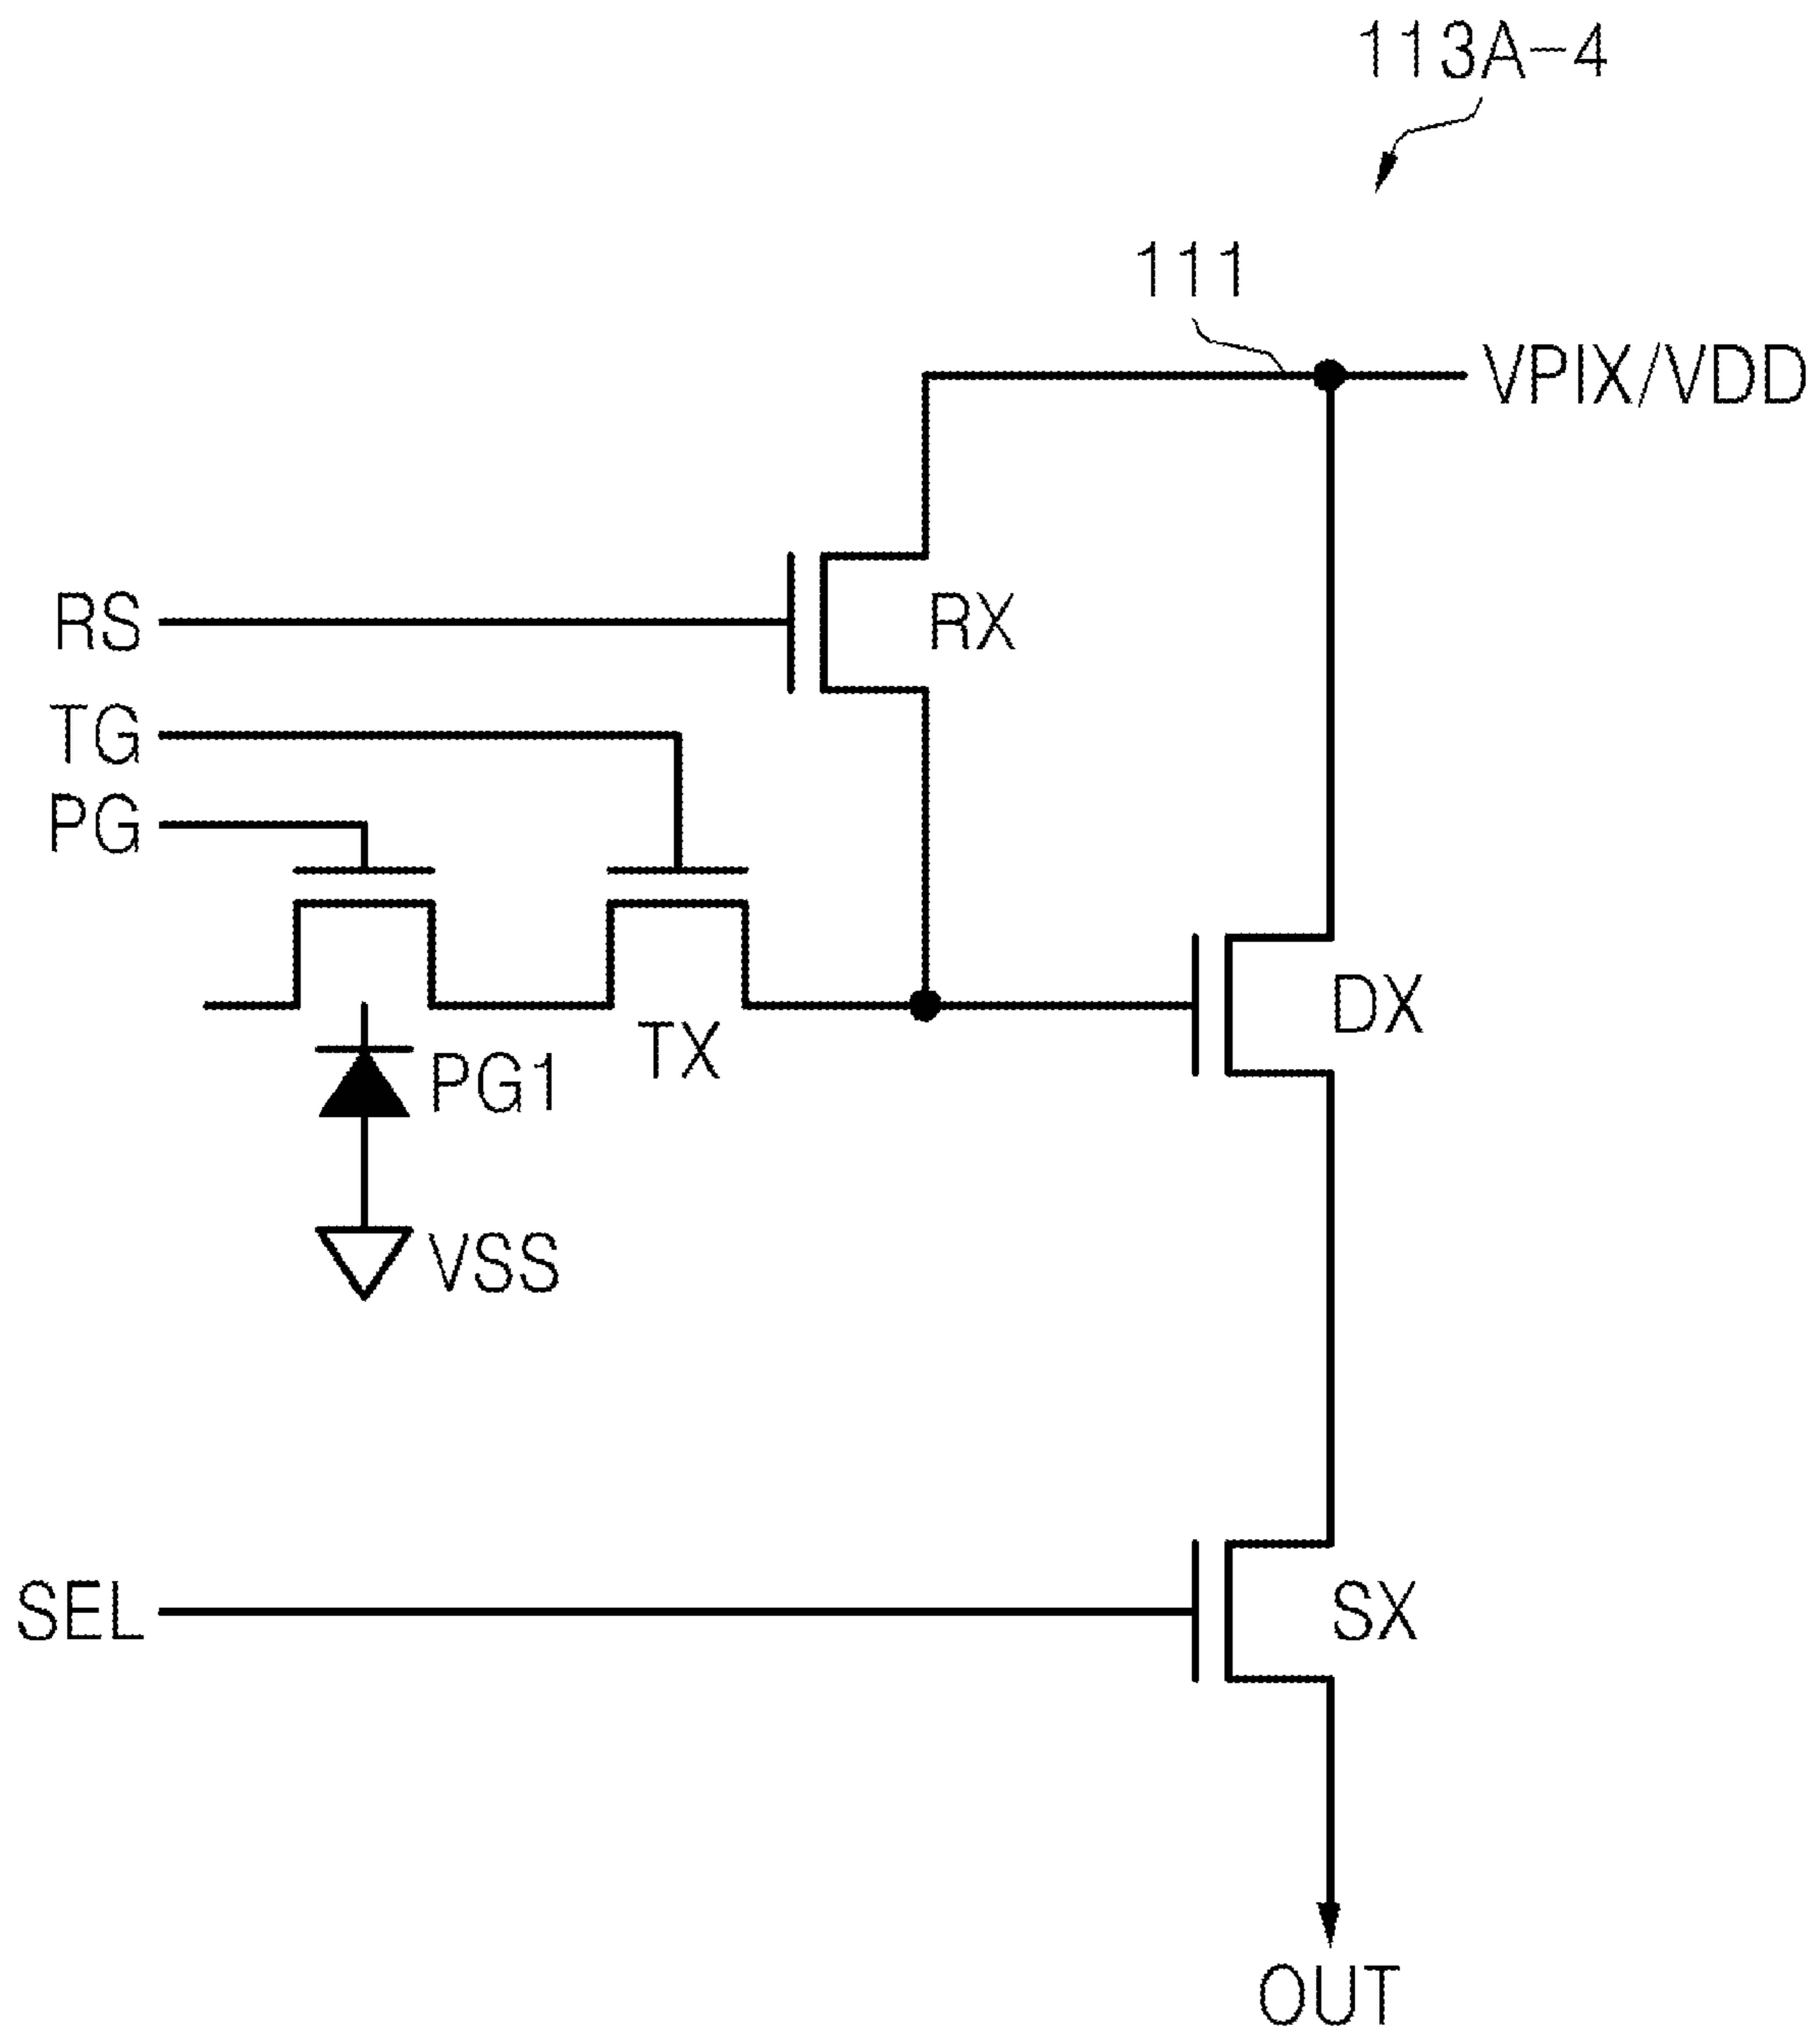 113A-4
111
VPIX/VDD
RS
RX
TG
PG
DX
TX
PG1
VSS
SEL
SX
OUT